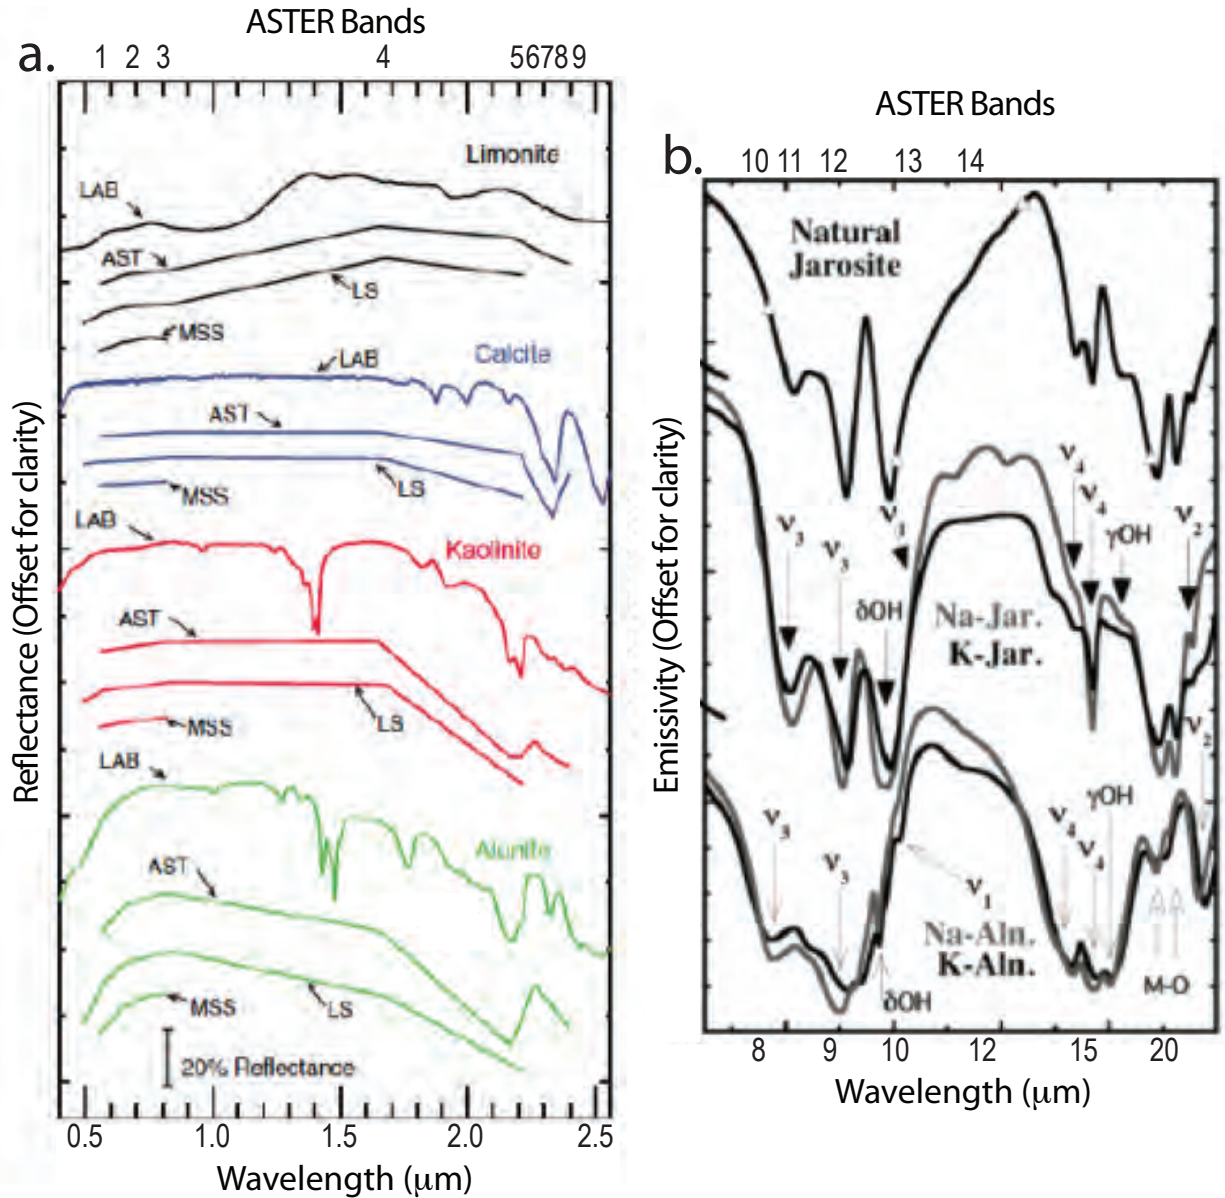 ASTER Bands
a.
1 2 3 4 56789
Limonite
LAB
AST
LS
MSS
Calcite
LAB
AST
LS
MSS
LAB
Kaolinite
AST
LS
MSS
LAB
Alunite
AST
MSS
LS
20% Reflectance
Reflectance (Offset for clarity)
0.5 1.0 1.5 2.0 2.5
Wavelength (μm)
ASTER Bands
b.
10 11 12 13 14
Natural
Jarosite
ν3
ν3
ν1
ν4
ν4
γOH
ν2
δOH
Na-Jar.
K-Jar.
ν2
ν3
ν3
γOH
ν4
ν4
ν1
Na-Aln.
K-Aln.
δOH
M-O
Emissivity (Offset for clarity)
8 9 10 12 15 20
Wavelength (μm)